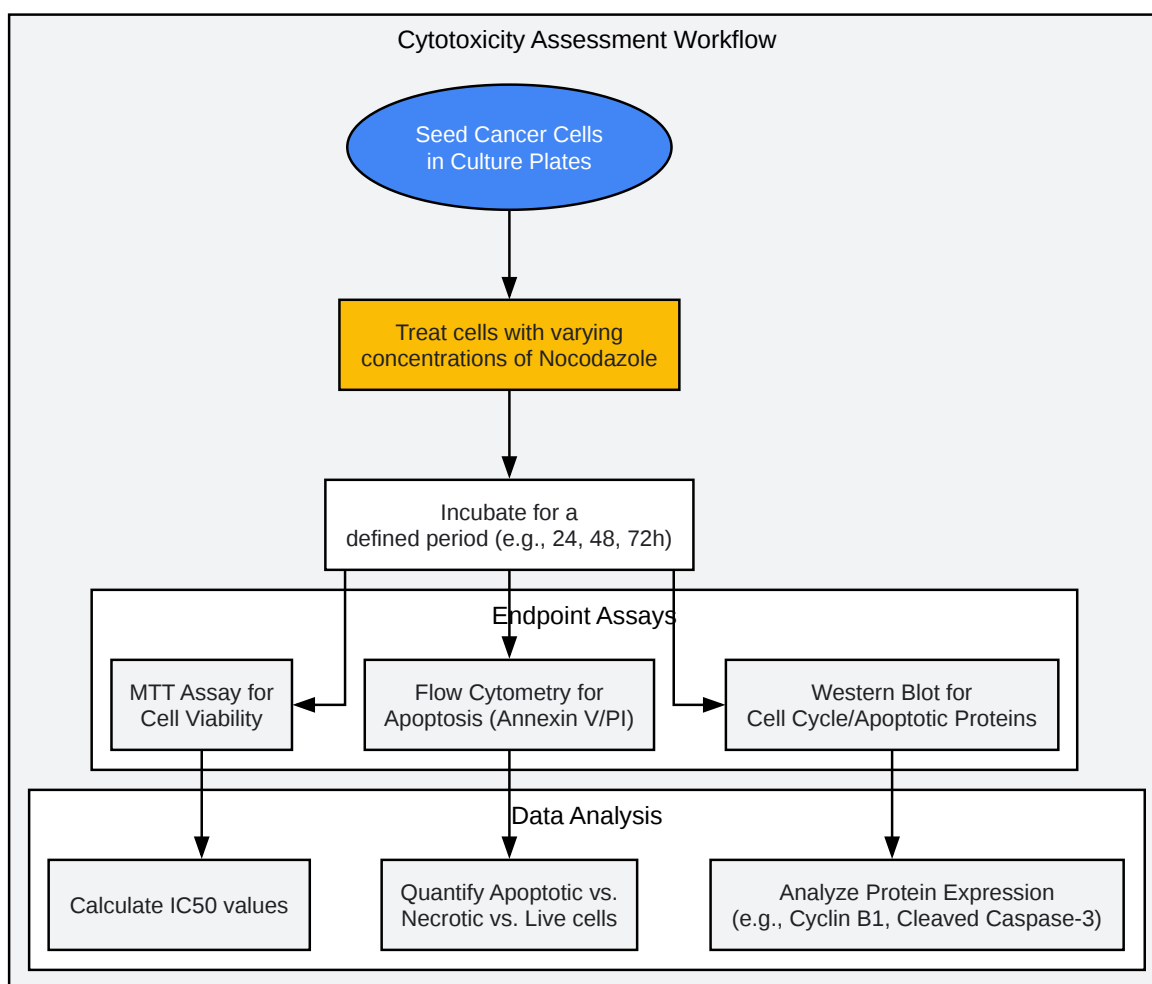 Cytotoxicity Assessment Workflow
Seed Cancer Cells
in Culture Plates
Treat cells with varying
concentrations of Nocodazole
Incubate for a
defined period (e.g., 24, 48, 72h)
Endpoint Assays
MTT Assay for
Cell Viability
Flow Cytometry for
Apoptosis (Annexin V/PI)
Western Blot for
Cell Cycle/Apoptotic Proteins
Data Analysis
Calculate IC50 values
Quantify Apoptotic vs.
Necrotic vs. Live cells
Analyze Protein Expression
(e.g., Cyclin B1, Cleaved Caspase-3)